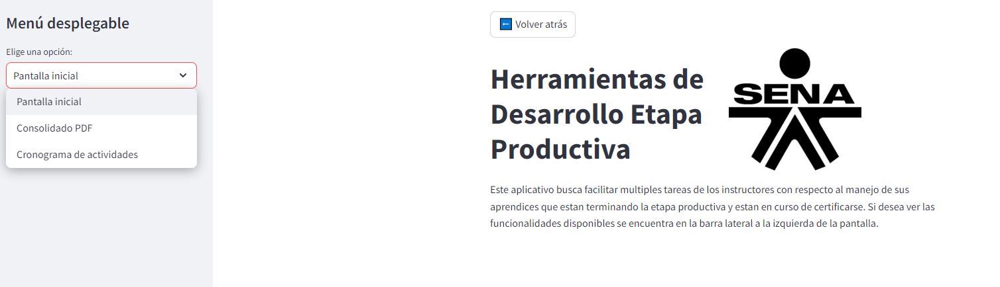 Menú desplegable
Elige una opción:
Pantalla inicial
Pantalla inicial
Consolidado PDF
Cronograma de actividades
Volver atrás
Herramientas de
Desarrollo Etapa
Productiva
SENA
Este aplicativo busca facilitar multiples tareas de los instructores con respecto al manejo de sus
aprendices que estan terminando la etapa productiva y estan en curso de certificarse. Si desea ver las
funcionalidades disponibles se encuentra en la barra lateral a la izquierda de la pantalla.